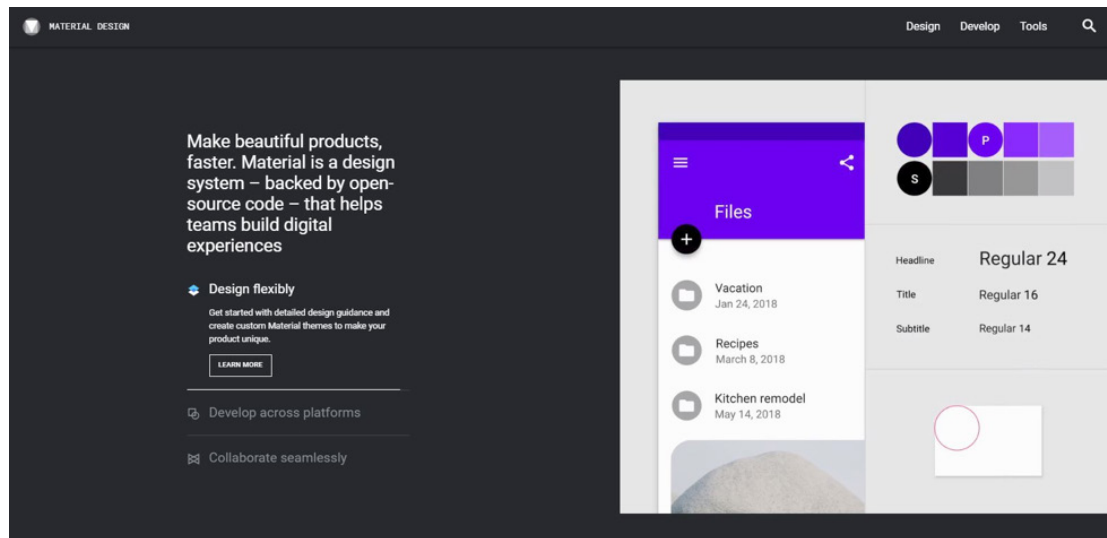 MATERIAL DESIGN
Design Develop Tools
Make beautiful products,
faster. Material is a design
system – backed by open-
source code – that helps
teams build digital
experiences
Design flexibly
Get started with detailed design guidance and
create custom Material themes to make your
product unique.
LEARN MORE
Develop across platforms
Collaborate seamlessly
Files
Vacation
Jan 24, 2018
Recipes
March 8, 2018
Kitchen remodel
May 14, 2018
P
S
Headline Regular 24
Title Regular 16
Subtitle Regular 14